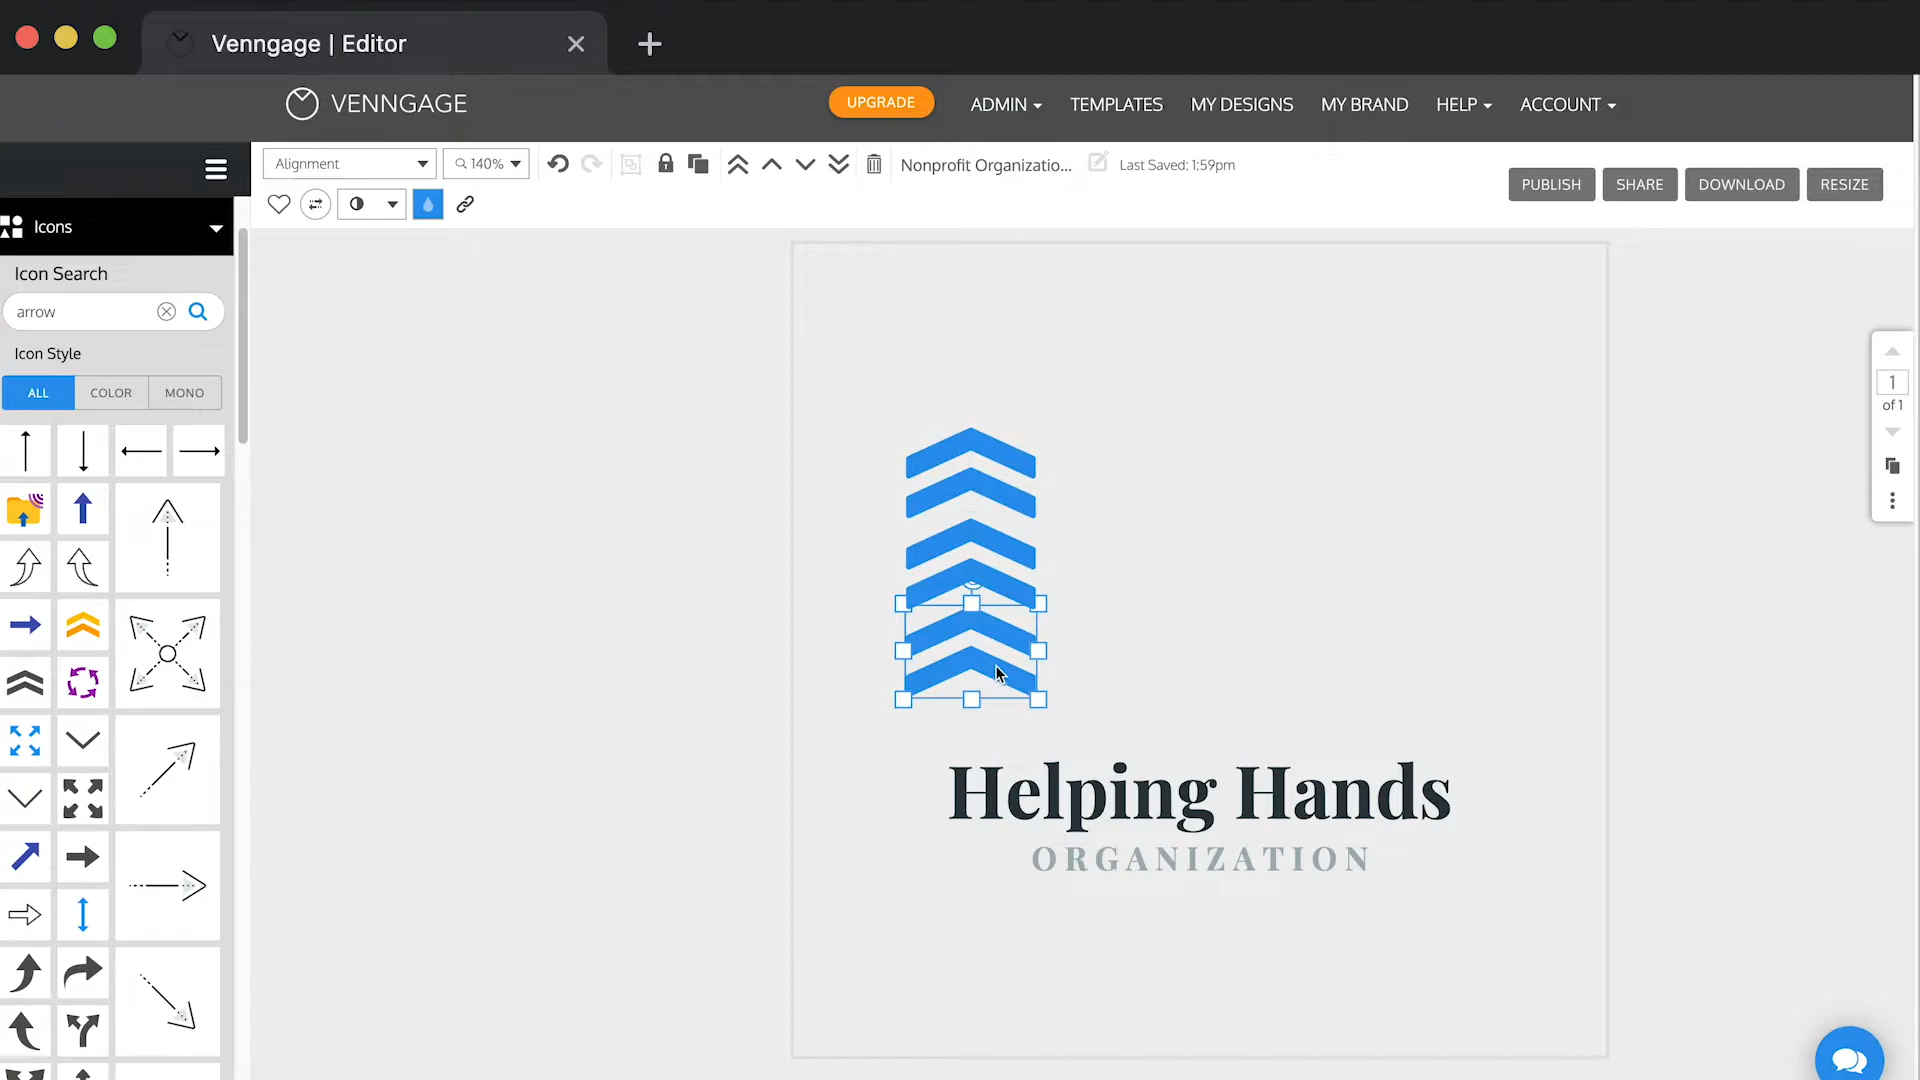 Venngage | Editor
VENNGAGE
UPGRADE
ADMIN
TEMPLATES
MY DESIGNS
MY BRAND
HELP
ACCOUNT
Alignment
140%
Nonprofit Organizatio...
Last Saved: 1:59pm
PUBLISH
SHARE
DOWNLOAD
RESIZE
Icons
Icon Search
arrow
Icon Style
ALL
COLOR
MONO
1
of 1
Helping Hands
ORGANIZATION